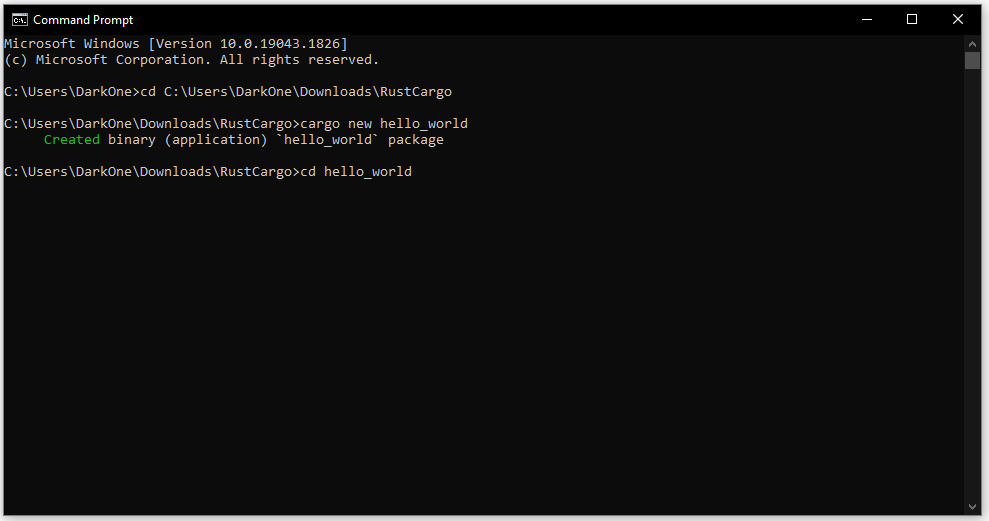 Command Prompt
Microsoft Windows [Version 10.0.19043.1826]
(c) Microsoft Corporation. All rights reserved.
C:\Users\DarkOne>cd C:\Users\DarkOne\Downloads\RustCargo
C:\Users\DarkOne\Downloads\RustCargo>cargo new hello_world
     Created binary (application) `hello_world` package
C:\Users\DarkOne\Downloads\RustCargo>cd hello_world